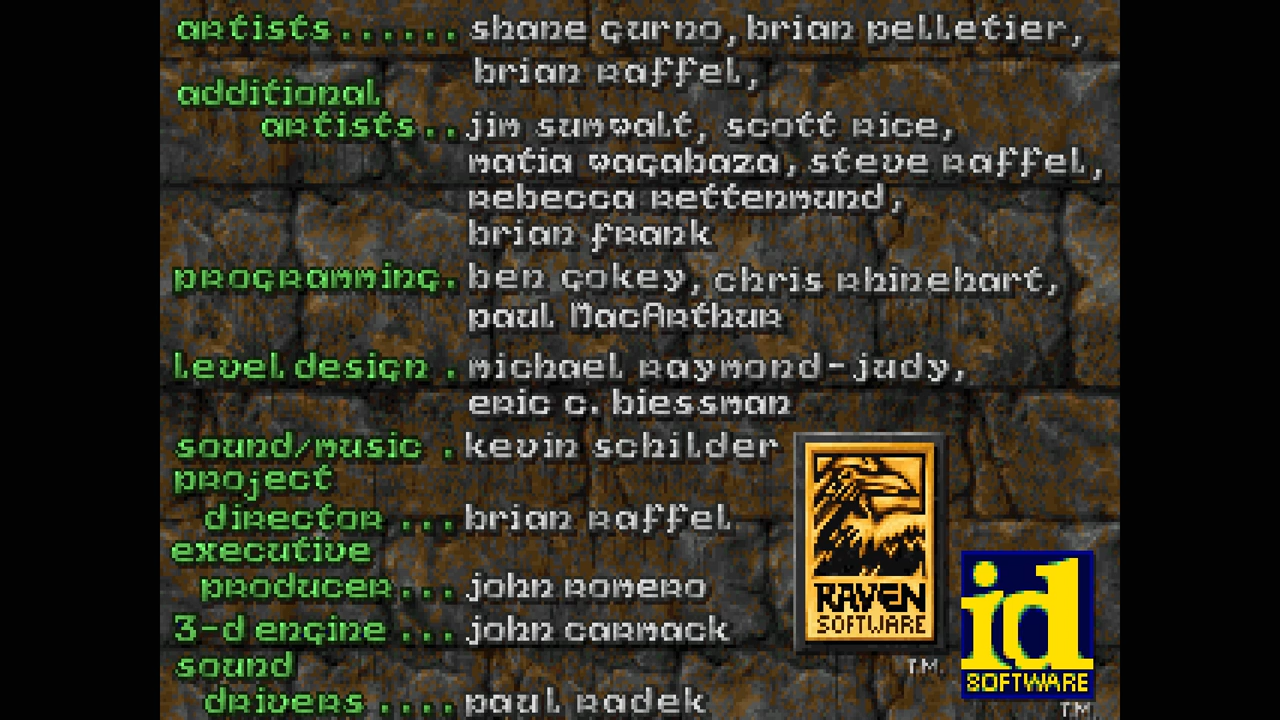 artists......shane gurno, brian pelletier,
brian raffel,
additional
artists..jim sumwalt, scott rice,
matia wagabaza, steve raffel,
rebecca rettenmund,
brian frank
programming.ben gokey, chris rhinehart,
paul MacArthur
level design .michael raymond-judy,
eric c. biessman
sound/music .kevin schilder
project
director ...brian raffel
executive
producer...john romero
3-d engine ...john carmack
sound
drivers ....paul radek
RAVEN
SOFTWARE
TM
id
SOFTWARE
TM